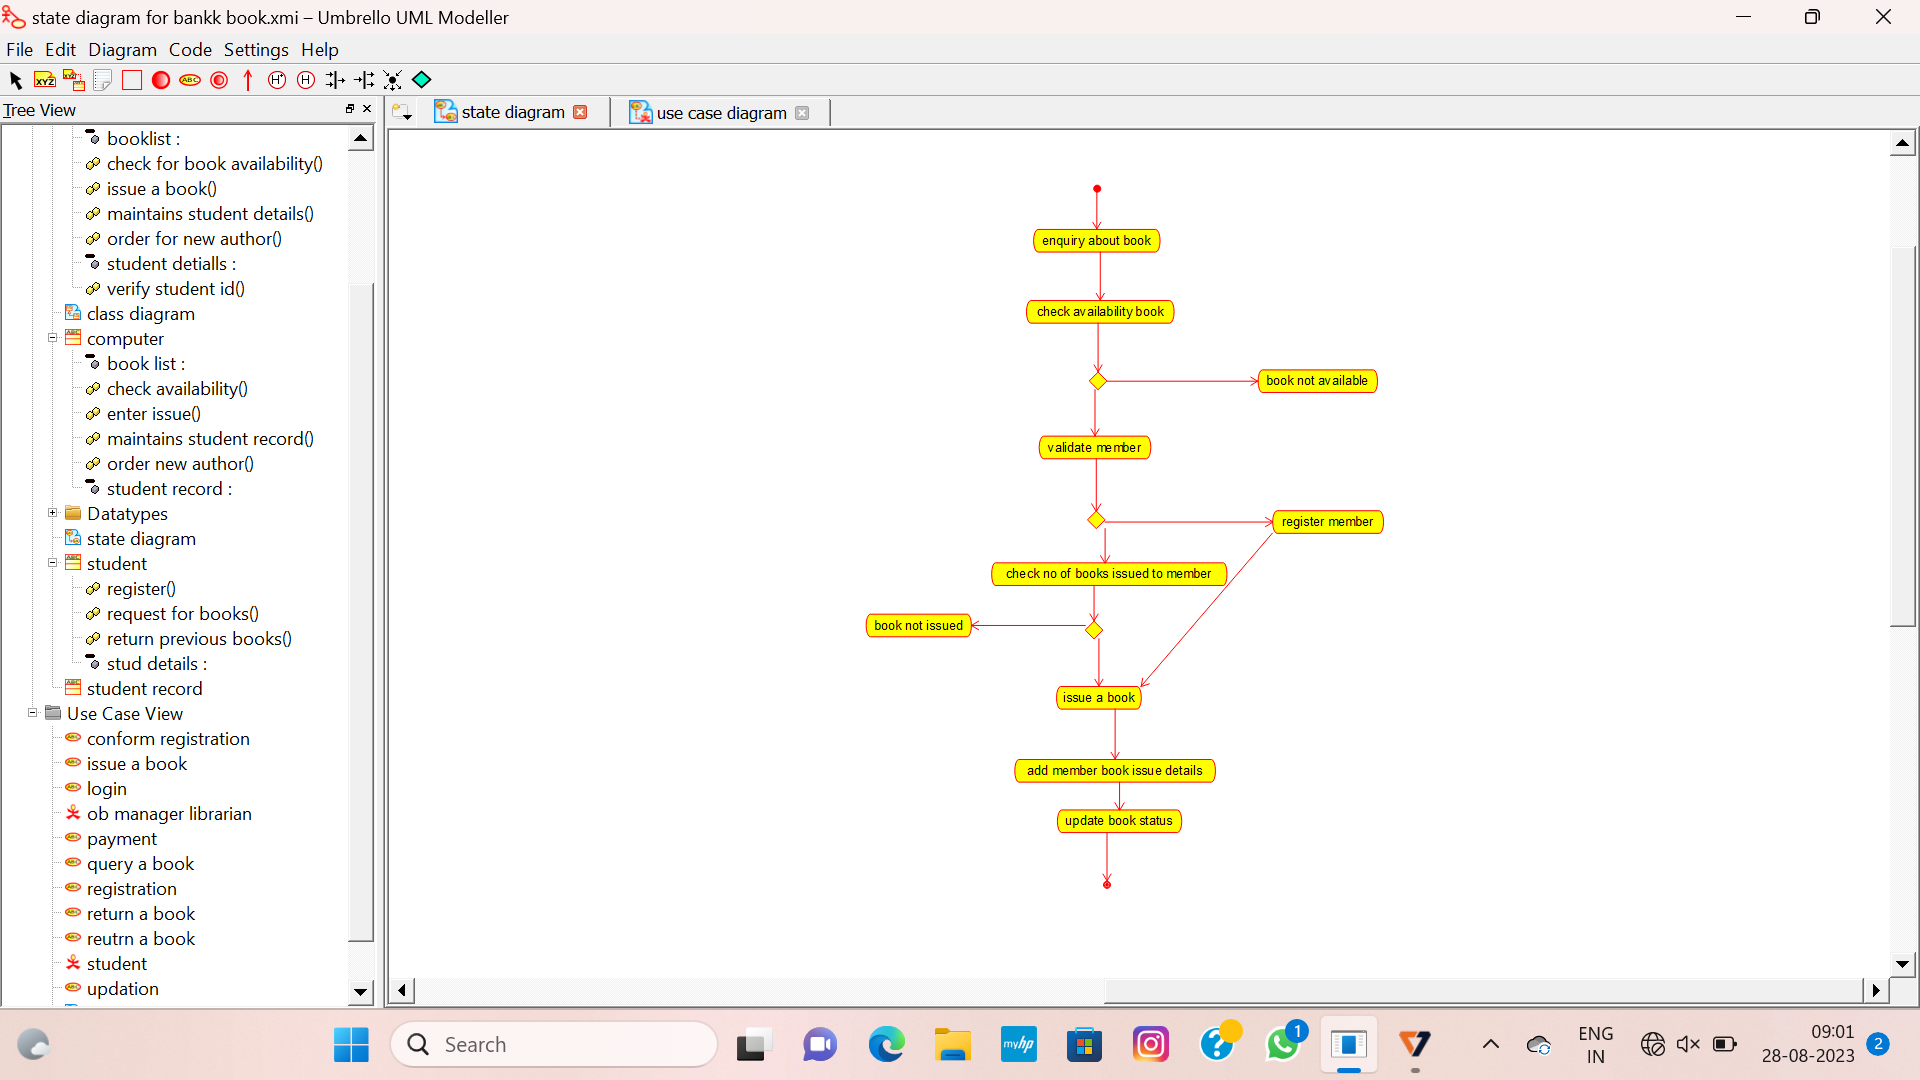 state diagram for bankk book.xmi – Umbrello UML Modeller
File Edit Diagram Code Settings Help
XYZ XYZ ABC H* H
Tree View
state diagram
use case diagram
booklist :
check for book availability()
issue a book()
maintains student details()
order for new author()
student detialls :
verify student id()
class diagram
computer
book list :
check availability()
enter issue()
maintains student record()
order new author()
student record :
Datatypes
state diagram
student
register()
request for books()
return previous books()
stud details :
student record
Use Case View
conform registration
issue a book
login
ob manager librarian
payment
query a book
registration
return a book
reutrn a book
student
updation
enquiry about book
check availability book
book not available
validate member
register member
check no of books issued to member
book not issued
issue a book
add member book issue details
update book status
Search
myhp
?
1
ENG
IN
09:01
28-08-2023
2